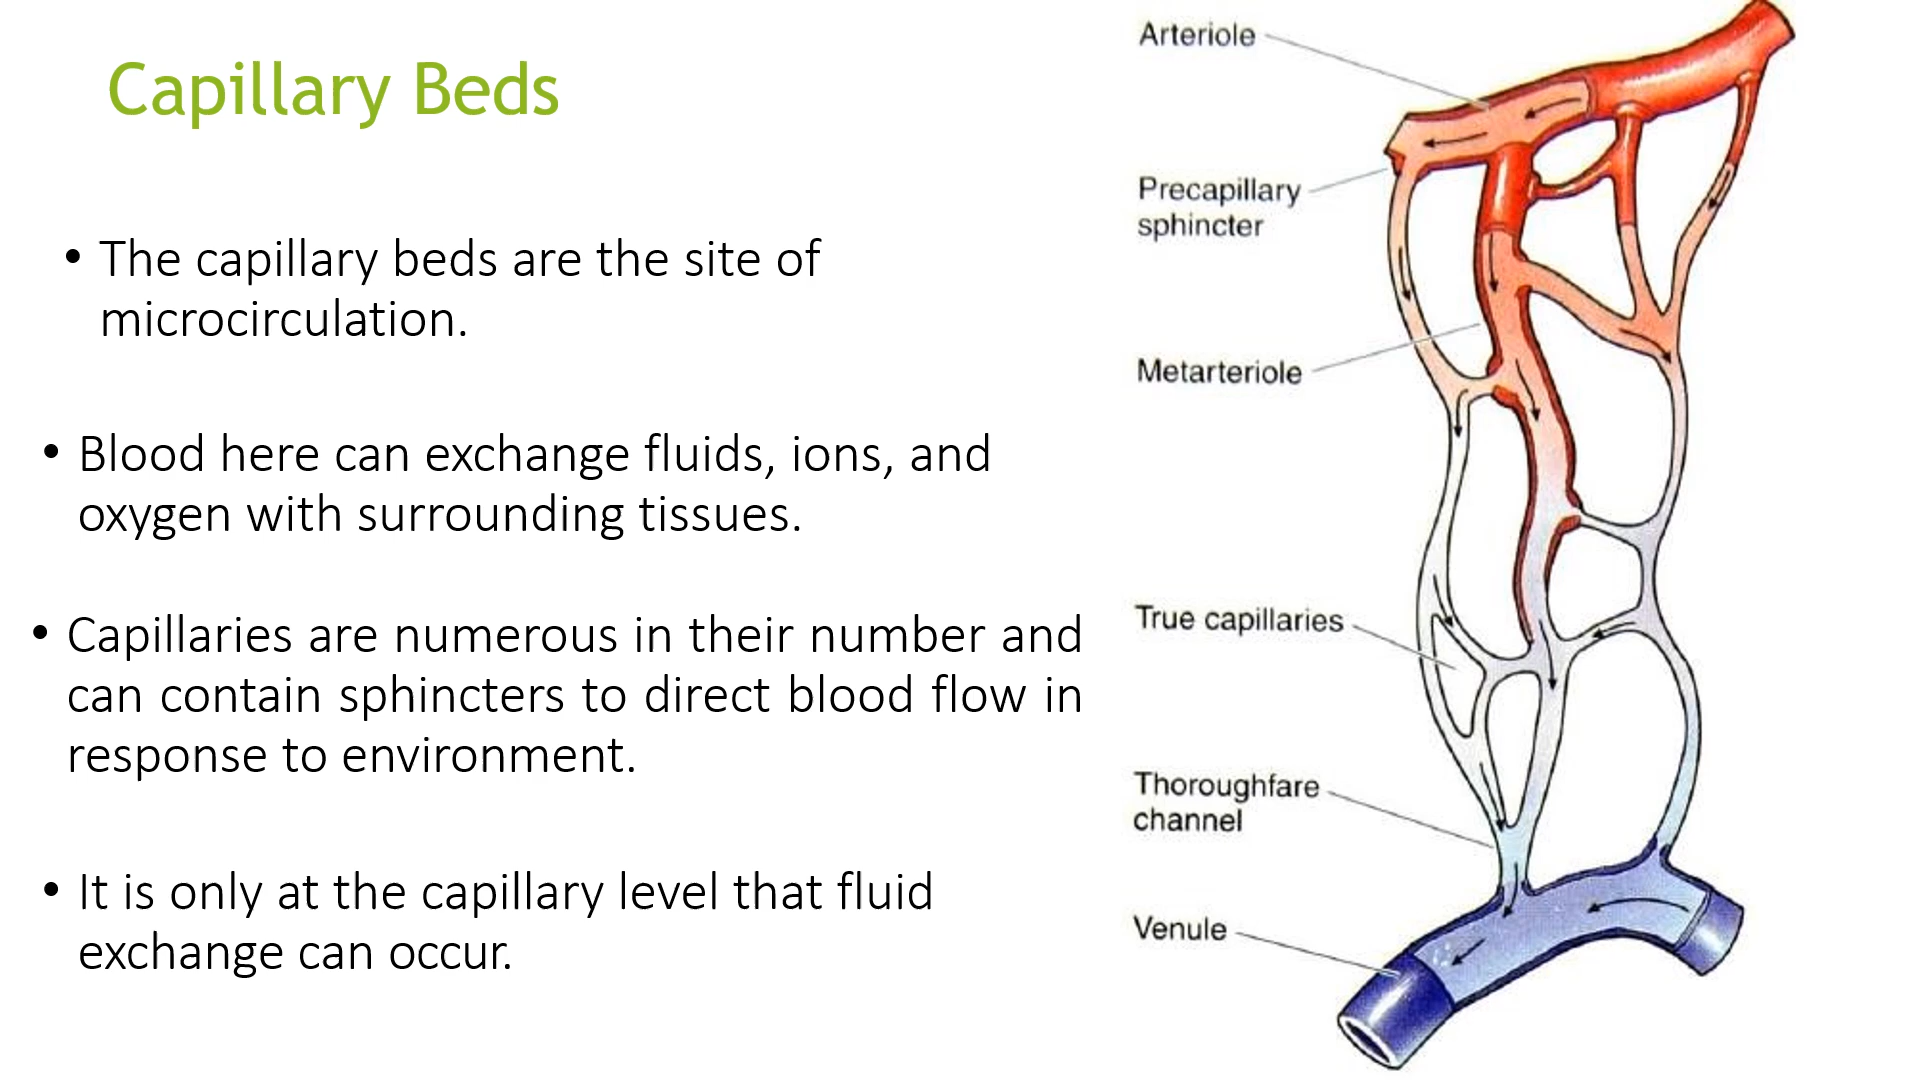 Capillary Beds
• The capillary beds are the site of
microcirculation.
• Blood here can exchange fluids, ions, and
oxygen with surrounding tissues.
• Capillaries are numerous in their number and
can contain sphincters to direct blood flow in
response to environment.
• It is only at the capillary level that fluid
exchange can occur.
Arteriole
Precapillary
sphincter
Metarteriole
True capillaries
Thoroughfare
channel
Venule